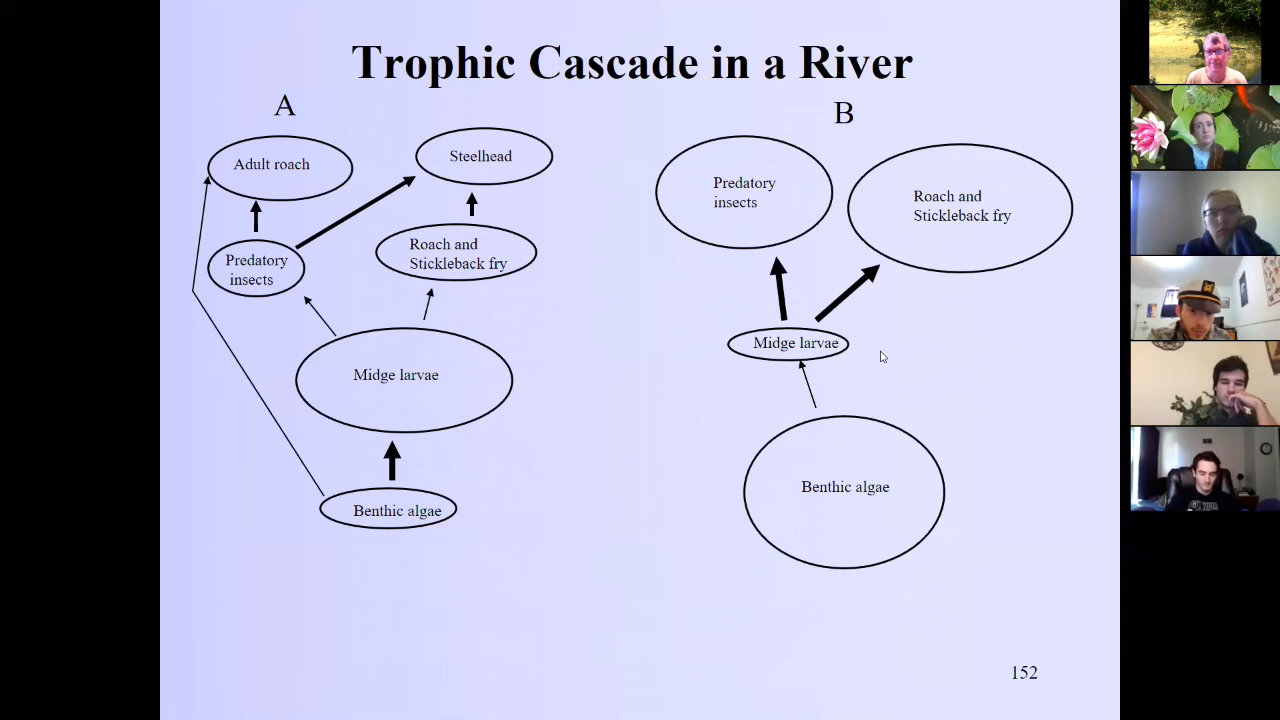 Trophic Cascade in a River
A
B
Adult roach
Steelhead
Predatory
insects
Roach and
Stickleback fry
Midge larvae
Benthic algae
Predatory
insects
Roach and
Stickleback fry
Midge larvae
Benthic algae
152